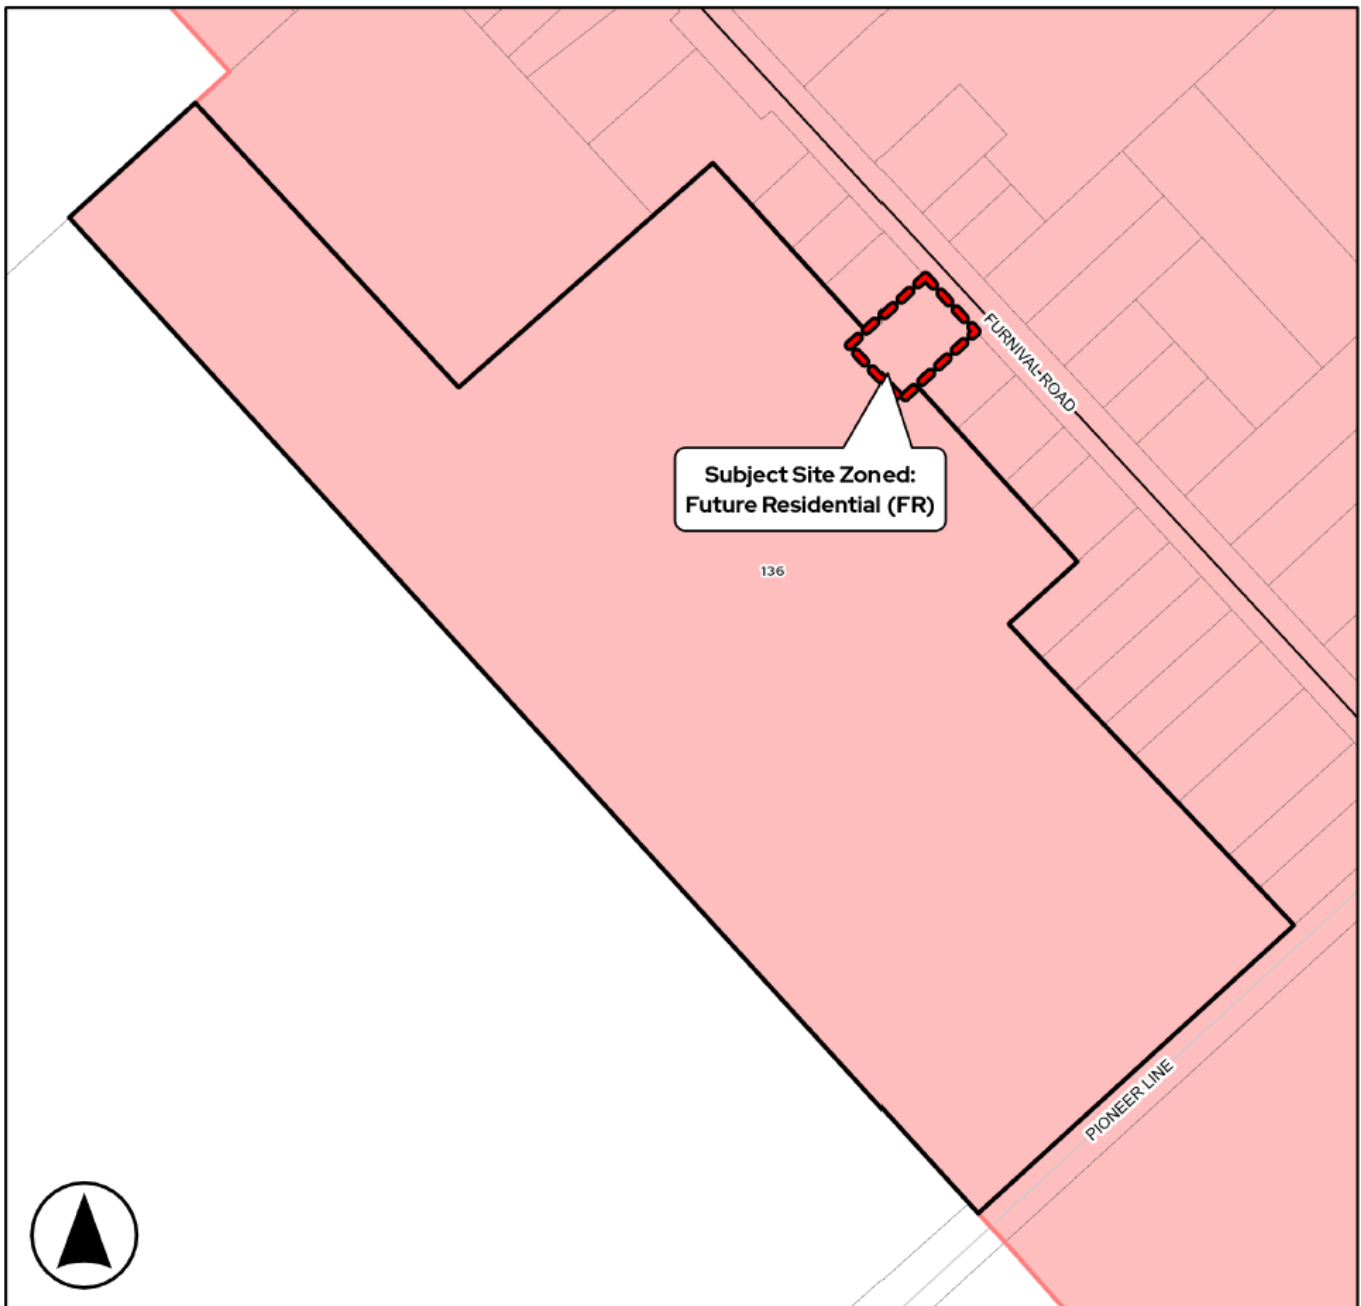 FURNIVAL ROAD
Subject Site Zoned:
Future Residential (FR)
136
PIONEER LINE